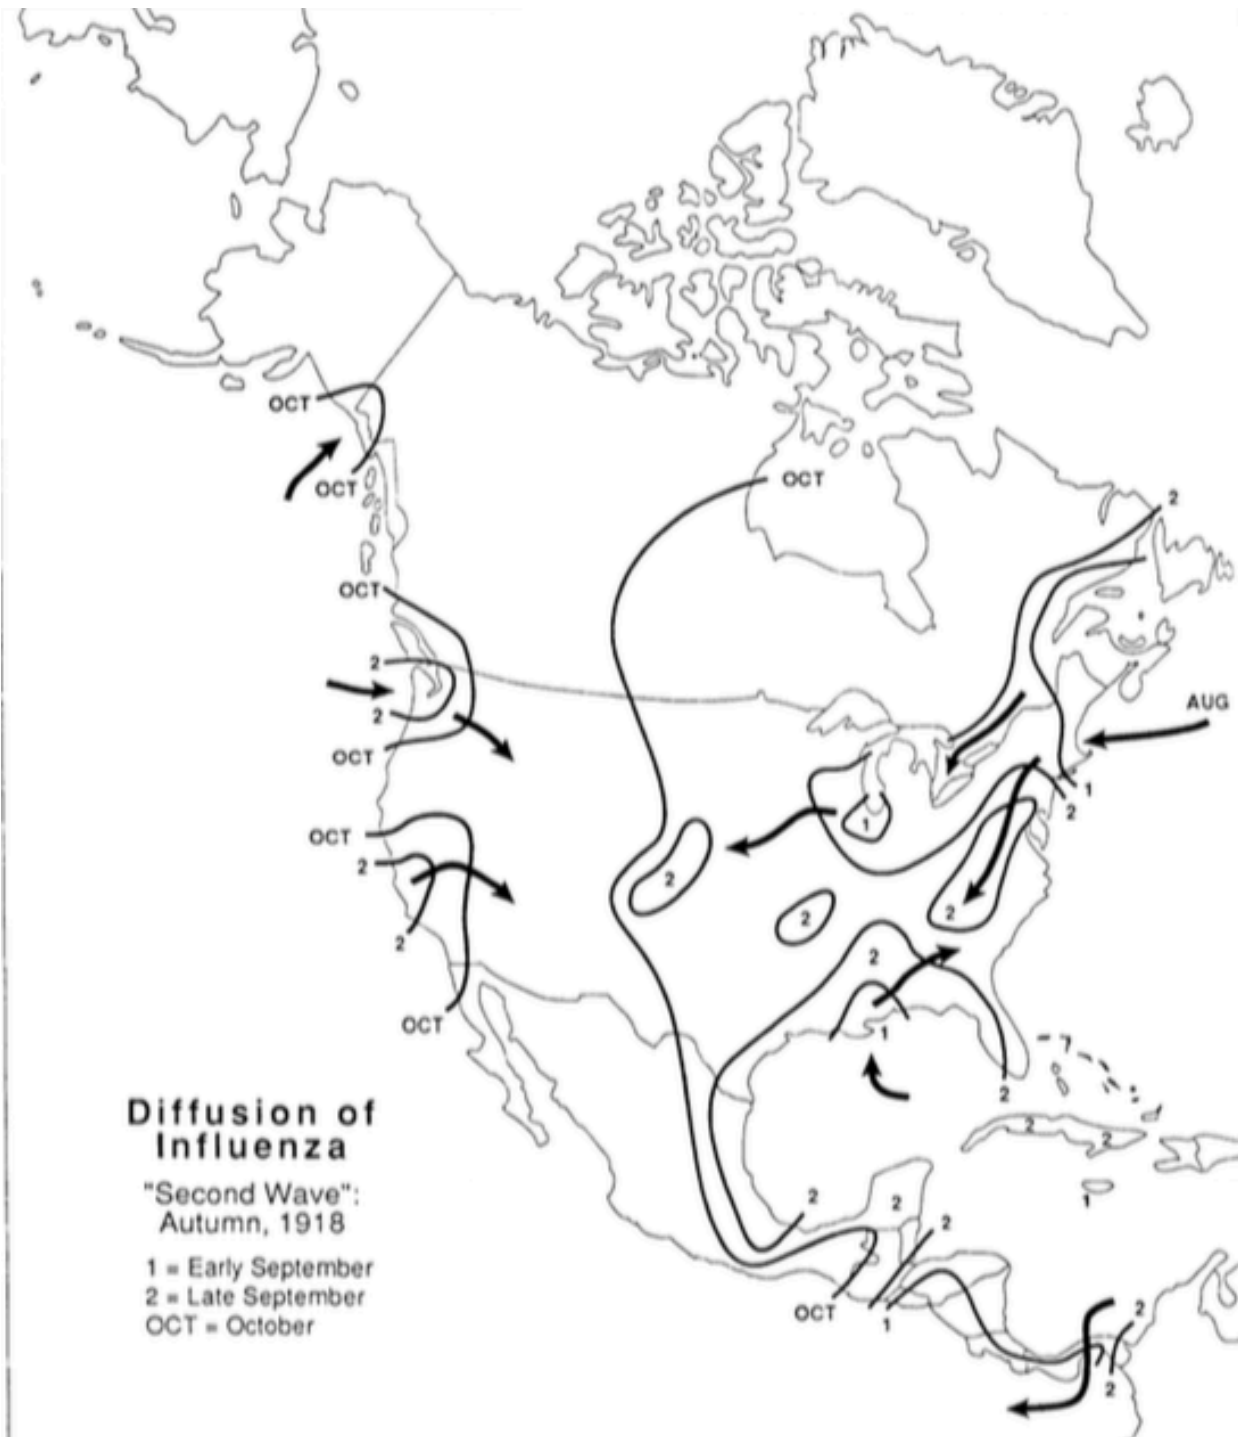 OCT
OCT
OCT
2
OCT
2
AUG
2
OCT
1
2
OCT
1
2
2
2
2
2
2
OCT
1
2
Diffusion of
Influenza
2
2
"Second Wave":
Autumn, 1918
2
2
1
2
1 = Early September
2 = Late September
OCT = October
OCT
1
2
2